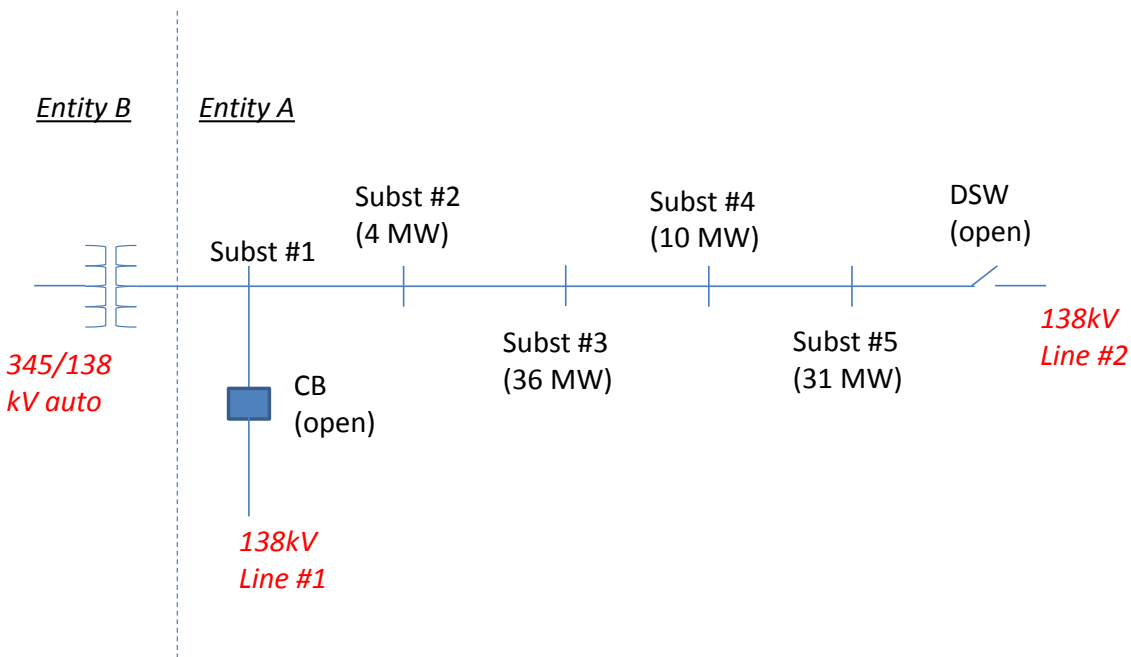 Entity B
Entity A
Subst #2
(4 MW)
Subst #4
(10 MW)
DSW
(open)
Subst #1
345/138
kV auto
Subst #3
(36 MW)
Subst #5
(31 MW)
138kV
Line #2
CB
(open)
138kV
Line #1